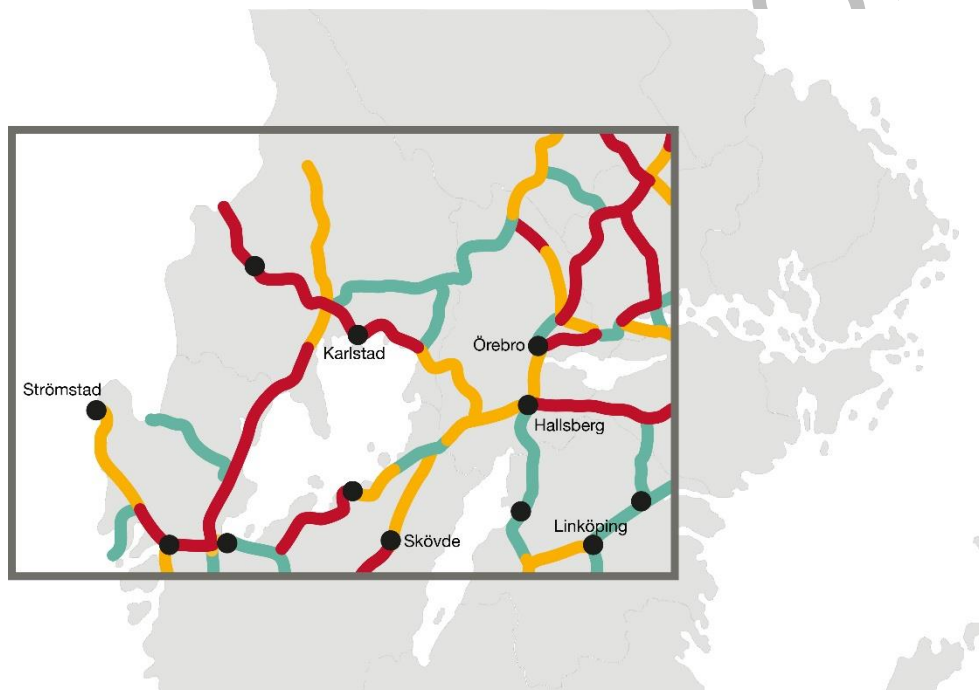 Örebro
Karlstad
Strömstad
Hallsberg
Linköping
Skövde